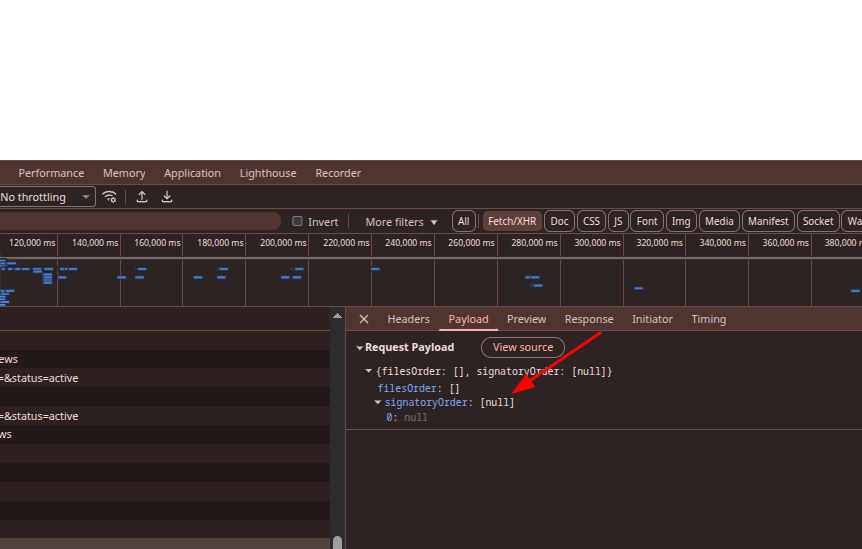 Performance Memory Application Lighthouse Recorder
No throttling
Invert More filters All Fetch/XHR Doc CSS JS Font Img Media Manifest Socket Wa
120,000 ms 140,000 ms 160,000 ms 180,000 ms 200,000 ms 220,000 ms 240,000 ms 260,000 ms 280,000 ms 300,000 ms 320,000 ms 340,000 ms 360,000 ms 380,000 m
Headers Payload Preview Response Initiator Timing
Request Payload View source
{filesOrder: [], signatoryOrder: [null]}
filesOrder: []
signatoryOrder: [null]
0: null
ews
=&status=active
=&status=active
ws